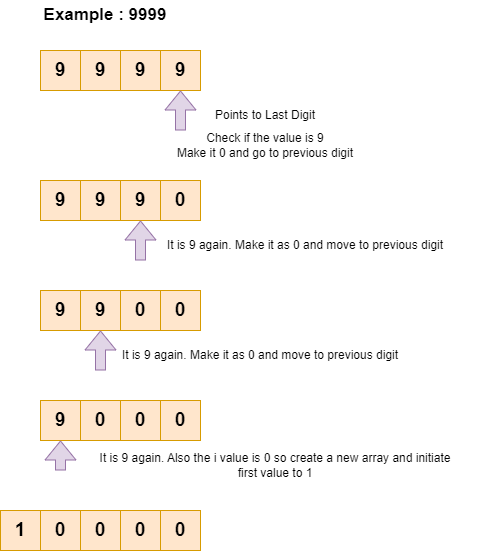 Example : 9999
9 9 9 9
Points to Last Digit
Check if the value is 9
Make it 0 and go to previous digit
9 9 9 0
It is 9 again. Make it as 0 and move to previous digit
9 9 0 0
It is 9 again. Make it as 0 and move to previous digit
9 0 0 0
It is 9 again. Also the i value is 0 so create a new array and initiate
first value to 1
1 0 0 0 0